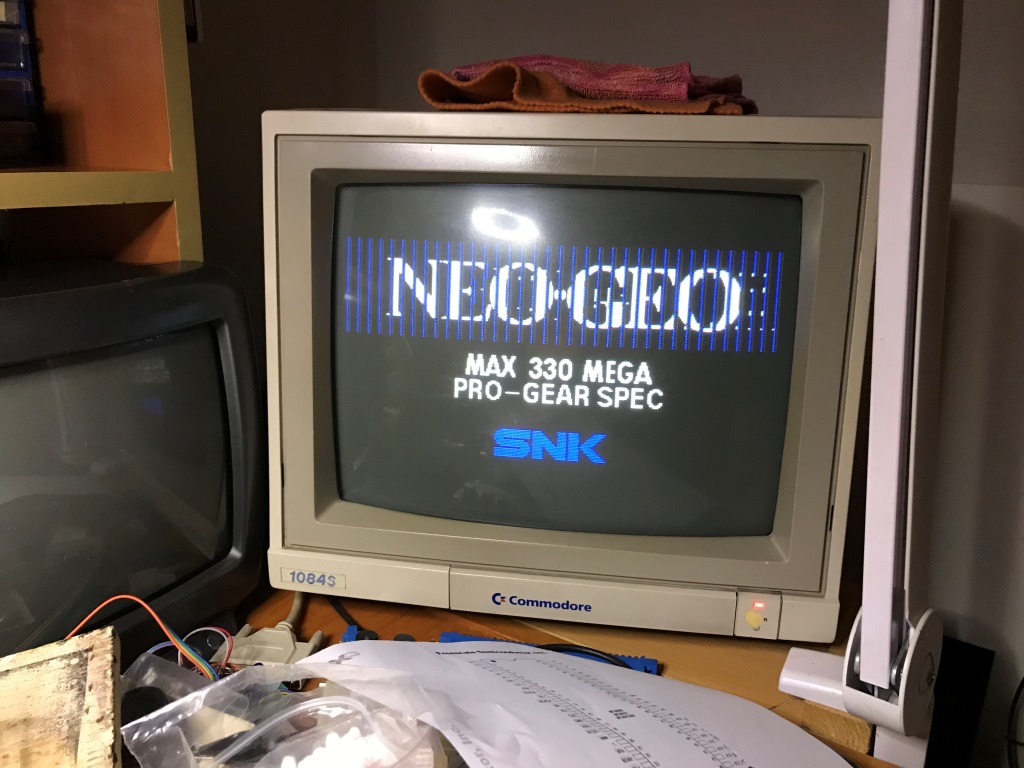 NEO·GEO
MAX 330 MEGA
PRO-GEAR SPEC
SNK
1084S
Commodore